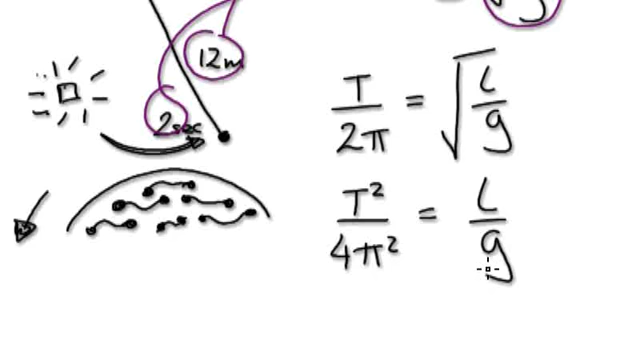 12m
2sec
T/2π = √(L/g)
T²/4π² = L/g